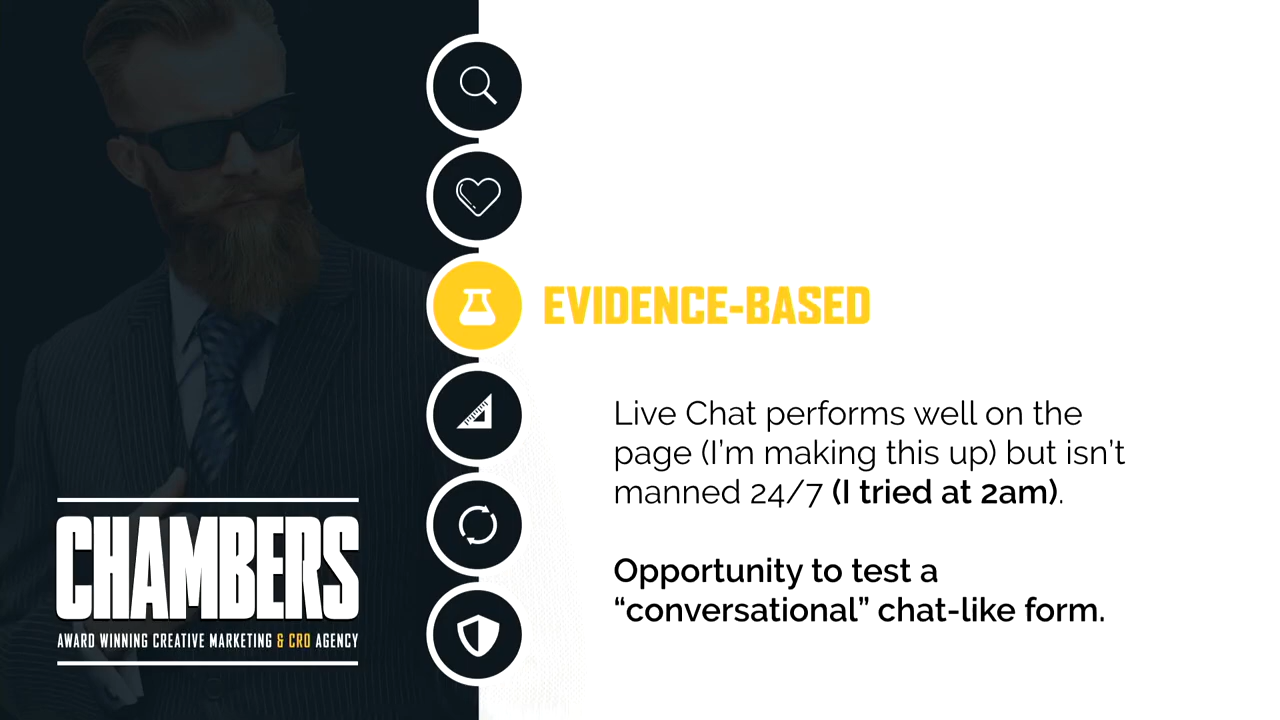 EVIDENCE-BASED
Live Chat performs well on the
page (I’m making this up) but isn’t
manned 24/7 (I tried at 2am).
Opportunity to test a
“conversational” chat-like form.
CHAMBERS
AWARD WINNING CREATIVE MARKETING & CRO AGENCY